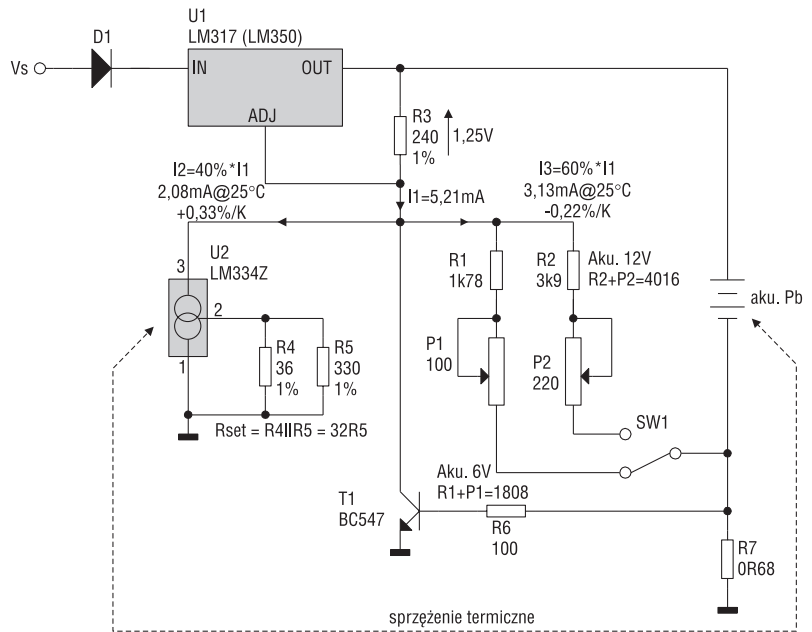 U1
LM317 (LM350)
D1
Vs
IN
OUT
ADJ
R3
240
1%
1,25V
I2=40%*I1
2,08mA@25°C
+0,33%/K
I1=5,21mA
I3=60%*I1
3,13mA@25°C
-0,22%/K
U2
LM334Z
3
2
1
R1
1k78
R2
3k9
Aku. 12V
R2+P2=4016
aku. Pb
R4
36
1%
R5
330
1%
P1
100
P2
220
Rset = R4llR5 = 32R5
SW1
Aku. 6V
R1+P1=1808
T1
BC547
R6
100
R7
0R68
sprzężenie termiczne